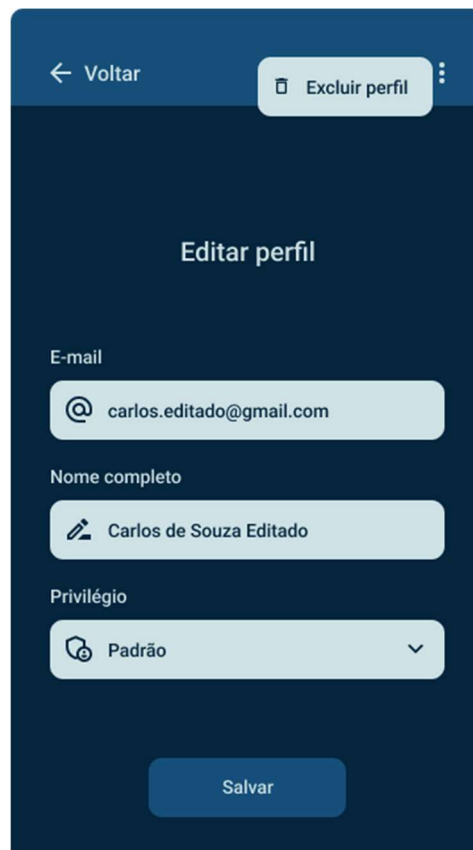 Voltar
Excluir perfil
Editar perfil
E-mail
carlos.editado@gmail.com
Nome completo
Carlos de Souza Editado
Privilégio
Padrão
Salvar